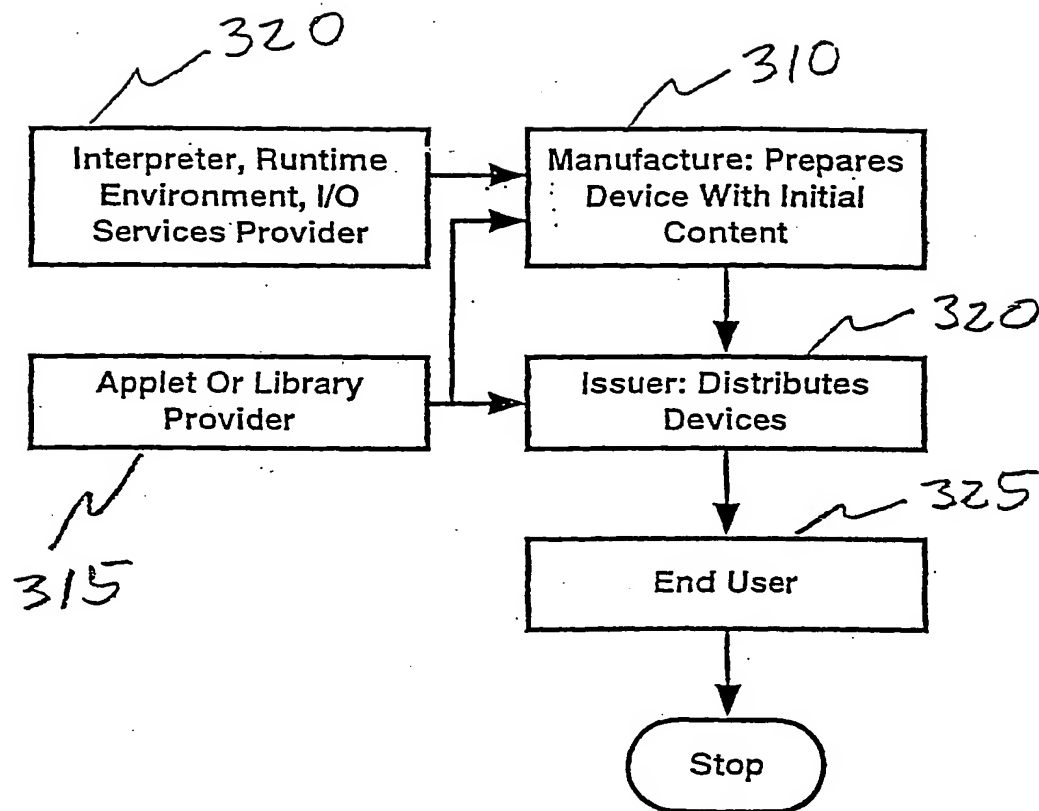 320
310
Interpreter, Runtime
Environment, I/O
Services Provider
Manufacture: Prepares
Device With Initial
Content
320
Applet Or Library
Provider
Issuer: Distributes
Devices
315
325
End User
Stop